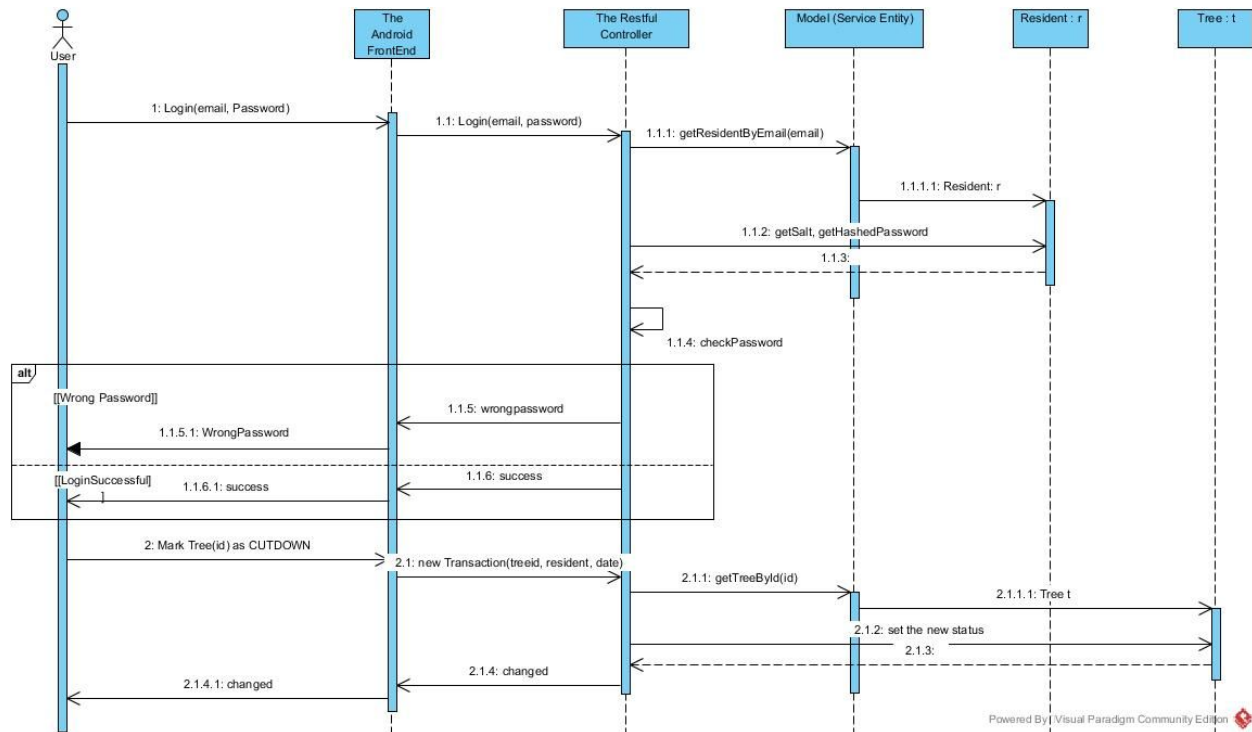 The
Android
FrontEnd
The Restful
Controller
Model (Service Entity)
Resident : r
Tree : t
User
1: Login(email, Password)
1.1: Login(email, password)
1.1.1: getResidentByEmail(email)
1.1.1.1: Resident: r
1.1.2: getSalt, getHashedPassword
1.1.3:
1.1.4: checkPassword
alt
[[Wrong Password]]
1.1.5: wrongpassword
1.1.5.1: WrongPassword
[[LoginSuccessful]
]
1.1.6: success
1.1.6.1: success
2: Mark Tree(id) as CUTDOWN
2.1: new Transaction(treeid, resident, date)
2.1.1: getTreeById(id)
2.1.1.1: Tree t
2.1.2: set the new status
2.1.3:
2.1.4: changed
2.1.4.1: changed
Powered By Visual Paradigm Community Edition